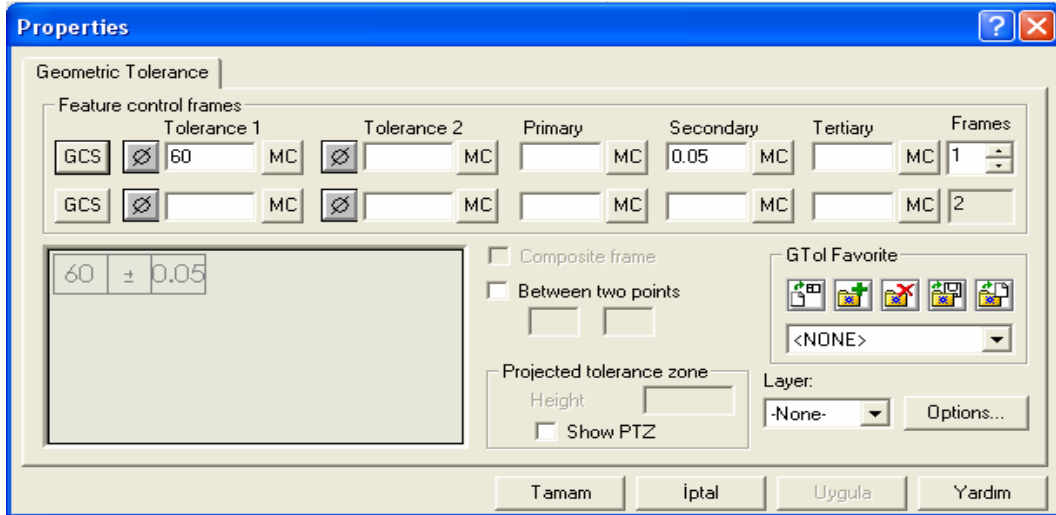 Properties
Geometric Tolerance
Feature control frames
Tolerance 1 Tolerance 2 Primary Secondary Tertiary Frames
GCS Ø 60 MC Ø MC MC 0.05 MC MC 1
GCS Ø MC Ø MC MC MC MC 2
60 ± 0.05
Composite frame
Between two points
GTol Favorite
<NONE>
Projected tolerance zone
Height
Show PTZ
Layer:
-None- Options...
Tamam İptal Uygula Yardım